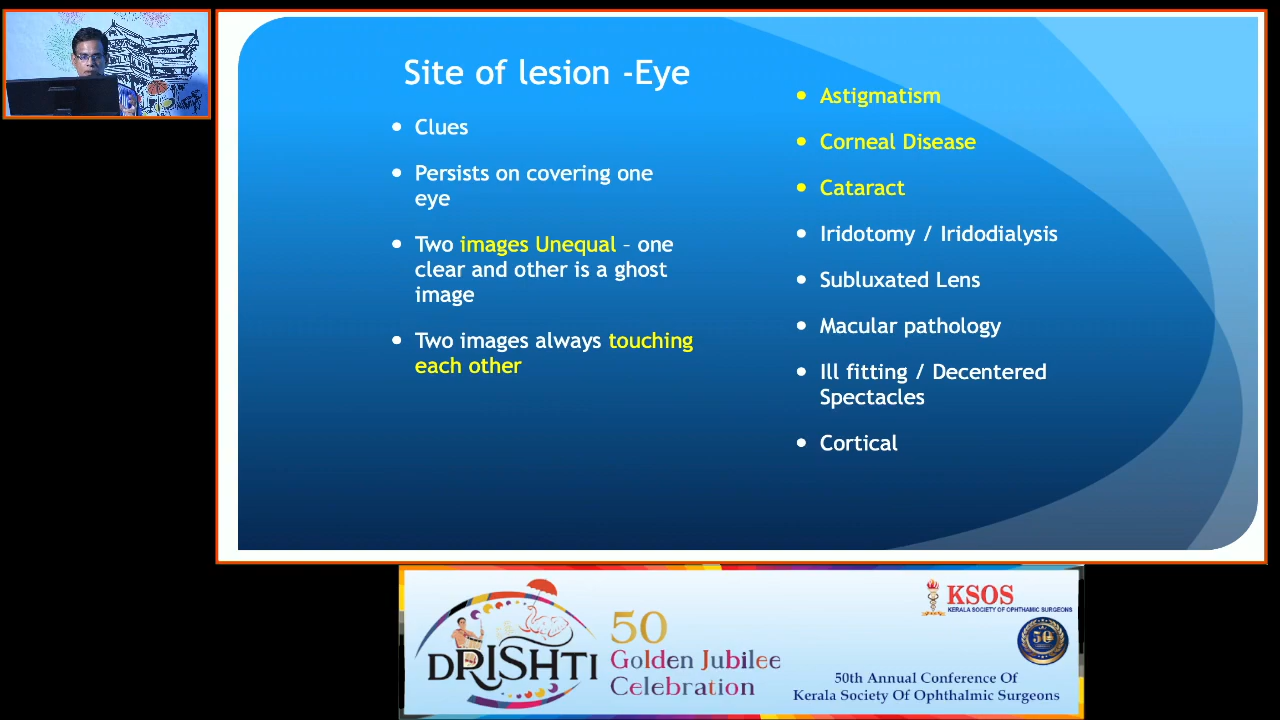 Site of lesion -Eye
• Clues
• Persists on covering one
eye
• Two images Unequal – one
clear and other is a ghost
image
• Two images always touching
each other
• Astigmatism
• Corneal Disease
• Cataract
• Iridotomy / Iridodialysis
• Subluxated Lens
• Macular pathology
• Ill fitting / Decentered
Spectacles
• Cortical
DRISHTI
50
Golden Jubilee
Celebration
KSOS
KERALA SOCIETY OF OPHTHAMIC SURGEONS
50
50th Annual Conference Of
Kerala Society Of Ophthalmic Surgeons